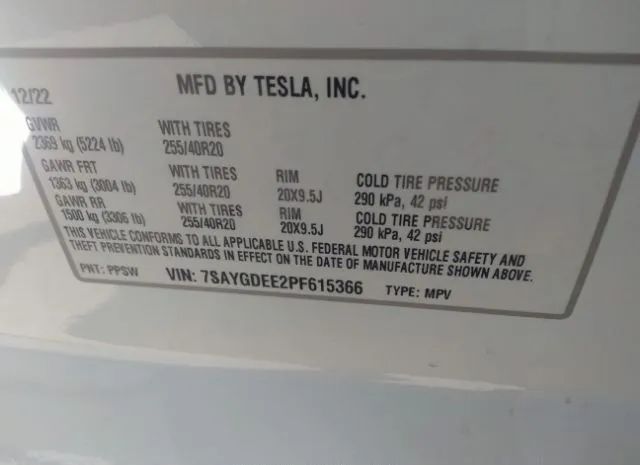 MFD BY TESLA, INC.
12/22
GVWR WITH TIRES
2369 kg (5224 lb) 255/40R20
GAWR FRT WITH TIRES RIM COLD TIRE PRESSURE
1363 kg (3004 lb) 255/40R20 20X9.5J 290 kPa, 42 psi
GAWR RR WITH TIRES RIM COLD TIRE PRESSURE
1500 kg (3306 lb) 255/40R20 20X9.5J 290 kPa, 42 psi
THIS VEHICLE CONFORMS TO ALL APPLICABLE U.S. FEDERAL MOTOR VEHICLE SAFETY AND
THEFT PREVENTION STANDARDS IN EFFECT ON THE DATE OF MANUFACTURE SHOWN ABOVE.
PNT: PPSW VIN: 7SAYGDEE2PF615366 TYPE: MPV